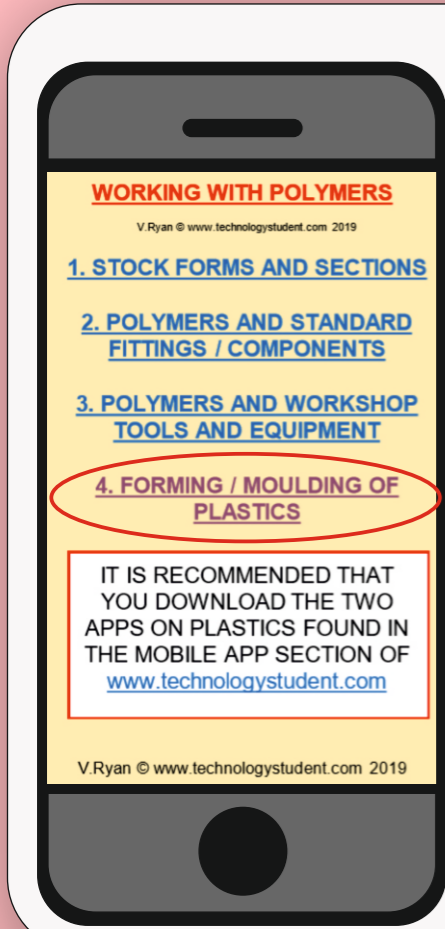 WORKING WITH POLYMERS
V.Ryan © www.technologystudent.com 2019
1. STOCK FORMS AND SECTIONS
2. POLYMERS AND STANDARD
FITTINGS / COMPONENTS
3. POLYMERS AND WORKSHOP
TOOLS AND EQUIPMENT
4. FORMING / MOULDING OF
PLASTICS
IT IS RECOMMENDED THAT
YOU DOWNLOAD THE TWO
APPS ON PLASTICS FOUND IN
THE MOBILE APP SECTION OF
www.technologystudent.com
V.Ryan © www.technologystudent.com 2019